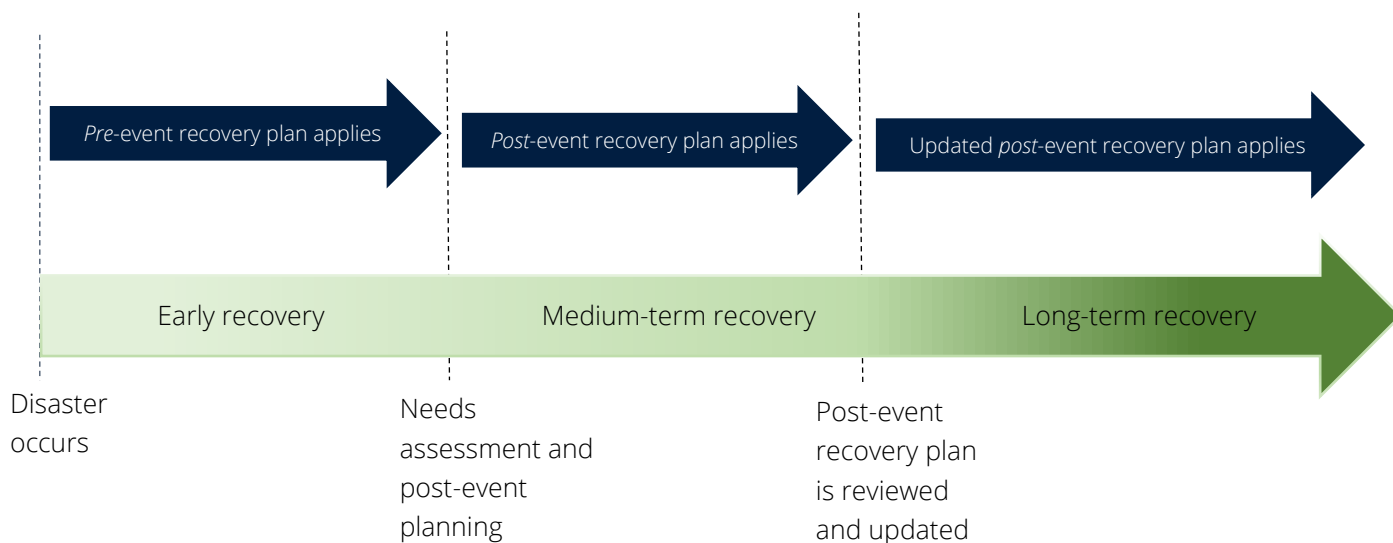 Pre-event recovery plan applies
Post-event recovery plan applies
Updated post-event recovery plan applies
Early recovery
Medium-term recovery
Long-term recovery
Disaster
occurs
Needs
assessment and
post-event
planning
Post-event
recovery plan
is reviewed
and updated